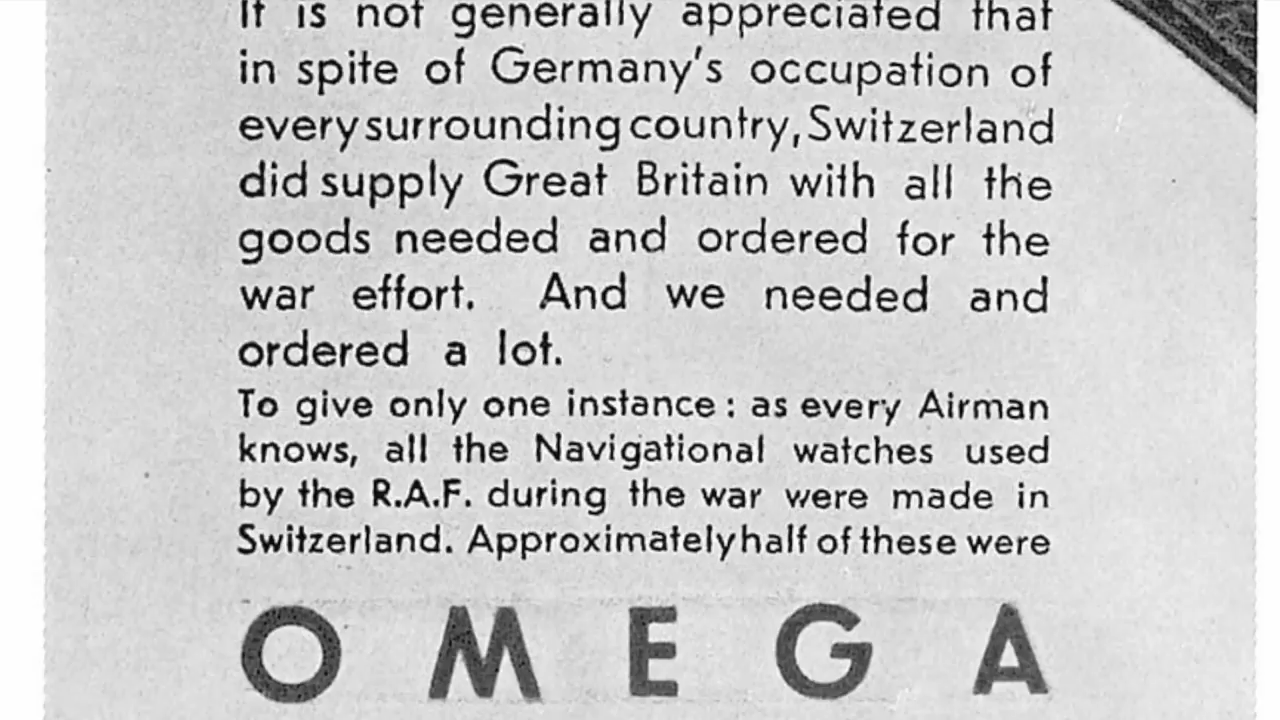 It is not generally appreciated that
in spite of Germany's occupation of
every surrounding country, Switzerland
did supply Great Britain with all the
goods needed and ordered for the
war effort. And we needed and
ordered a lot.
To give only one instance : as every Airman
knows, all the Navigational watches used
by the R.A.F. during the war were made in
Switzerland. Approximately half of these were
OMEGA